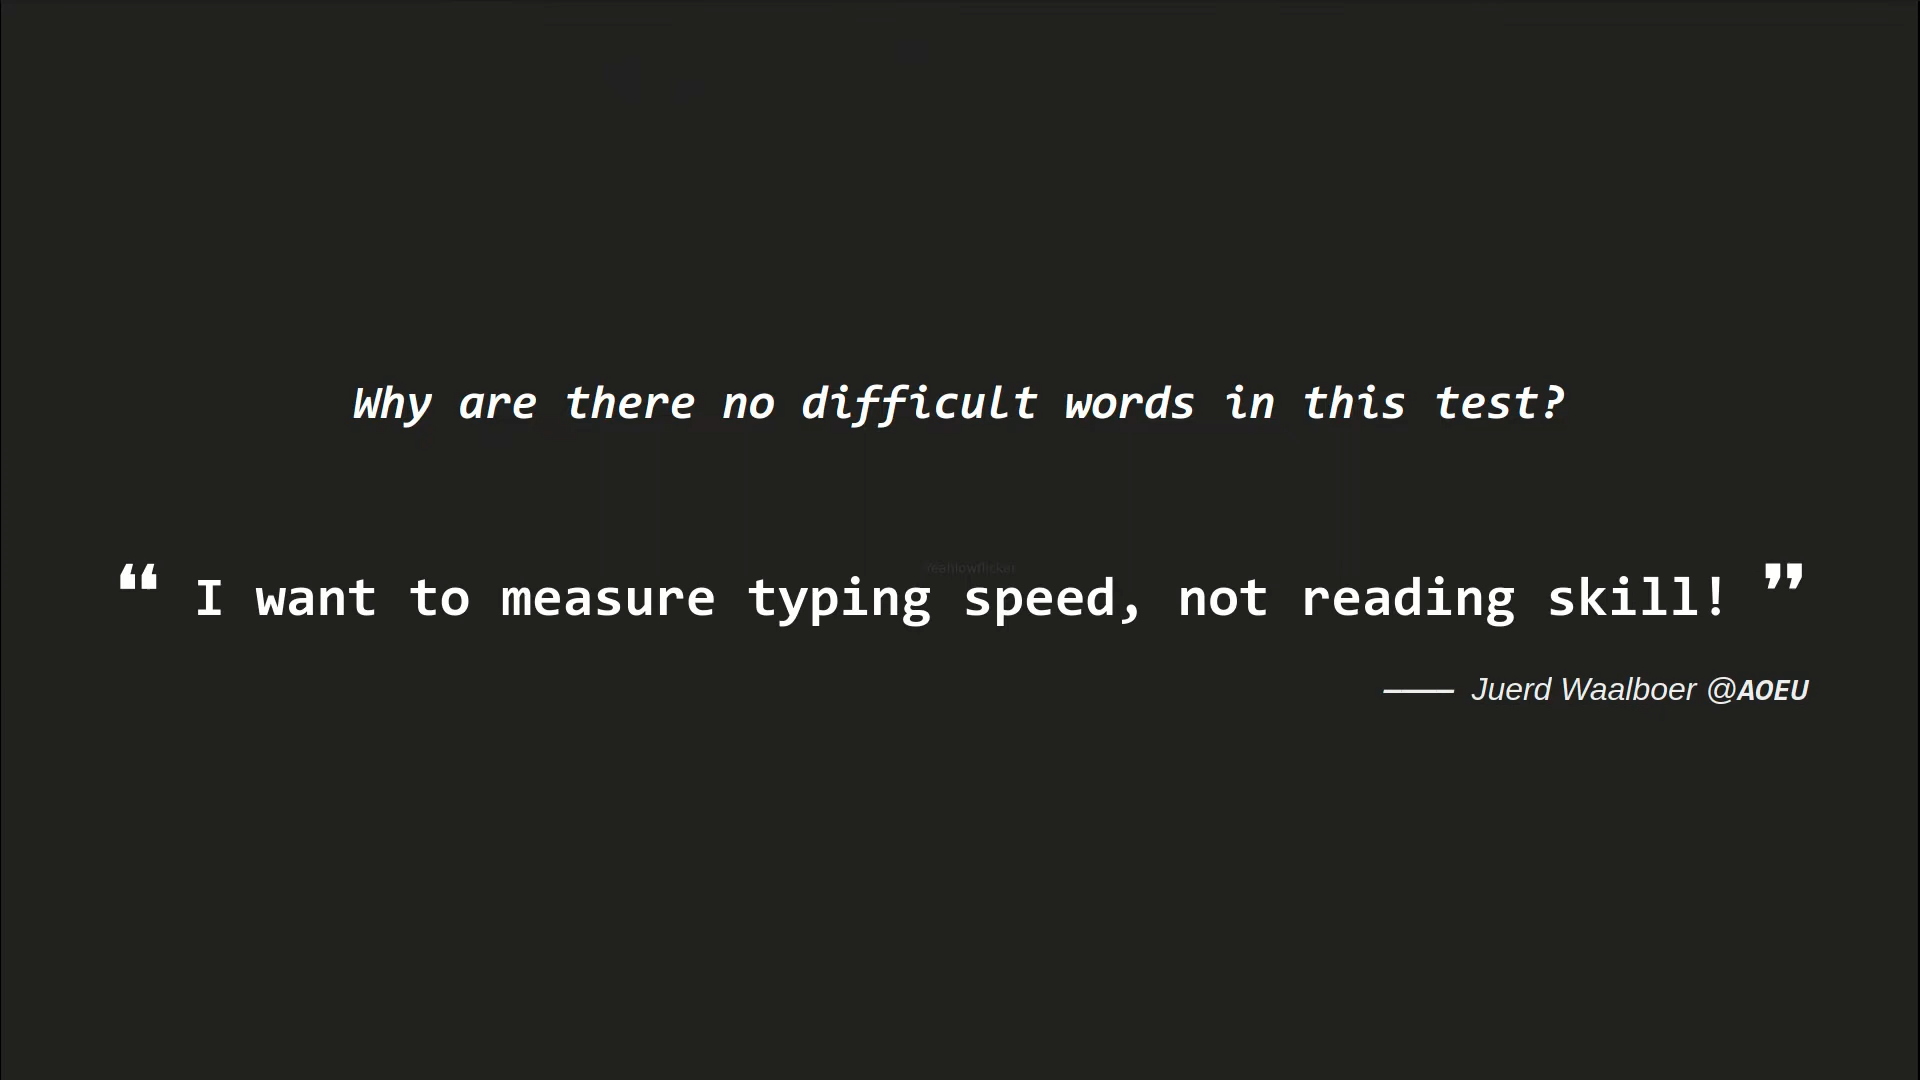 Why are there no difficult words in this test?
❝ I want to measure typing speed, not reading skill! ❞
—— Juerd Waalboer @AOEU